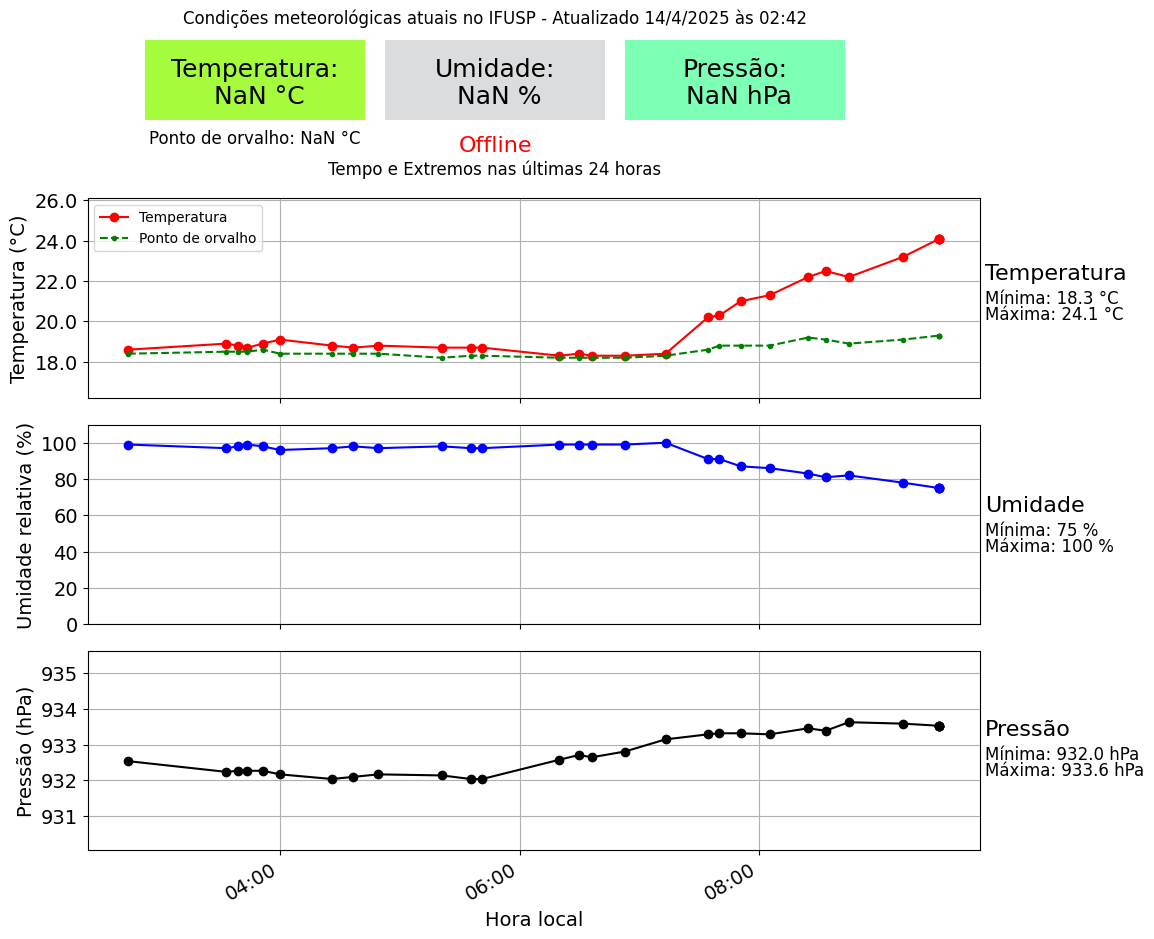 Condições meteorológicas atuais no IFUSP - Atualizado 14/4/2025 às 02:42
Temperatura:
NaN °C
Umidade:
NaN %
Pressão:
NaN hPa
Ponto de orvalho: NaN °C
Offline
Tempo e Extremos nas últimas 24 horas
Temperatura (°C)
26.0
24.0
22.0
20.0
18.0
Temperatura
Ponto de orvalho
Temperatura
Mínima: 18.3 °C
Máxima: 24.1 °C
Umidade relativa (%)
100
80
60
40
20
0
Umidade
Mínima: 75 %
Máxima: 100 %
Pressão (hPa)
935
934
933
932
931
Pressão
Mínima: 932.0 hPa
Máxima: 933.6 hPa
04:00
06:00
08:00
Hora local